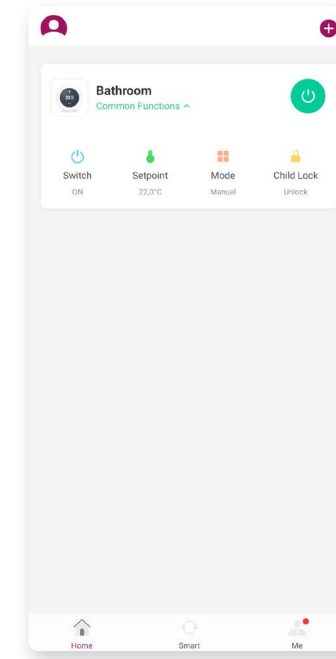 Bathroom
Common Functions
Switch Setpoint Mode Child Lock
ON 22,0°C Manual Unlock
Home Smart Me